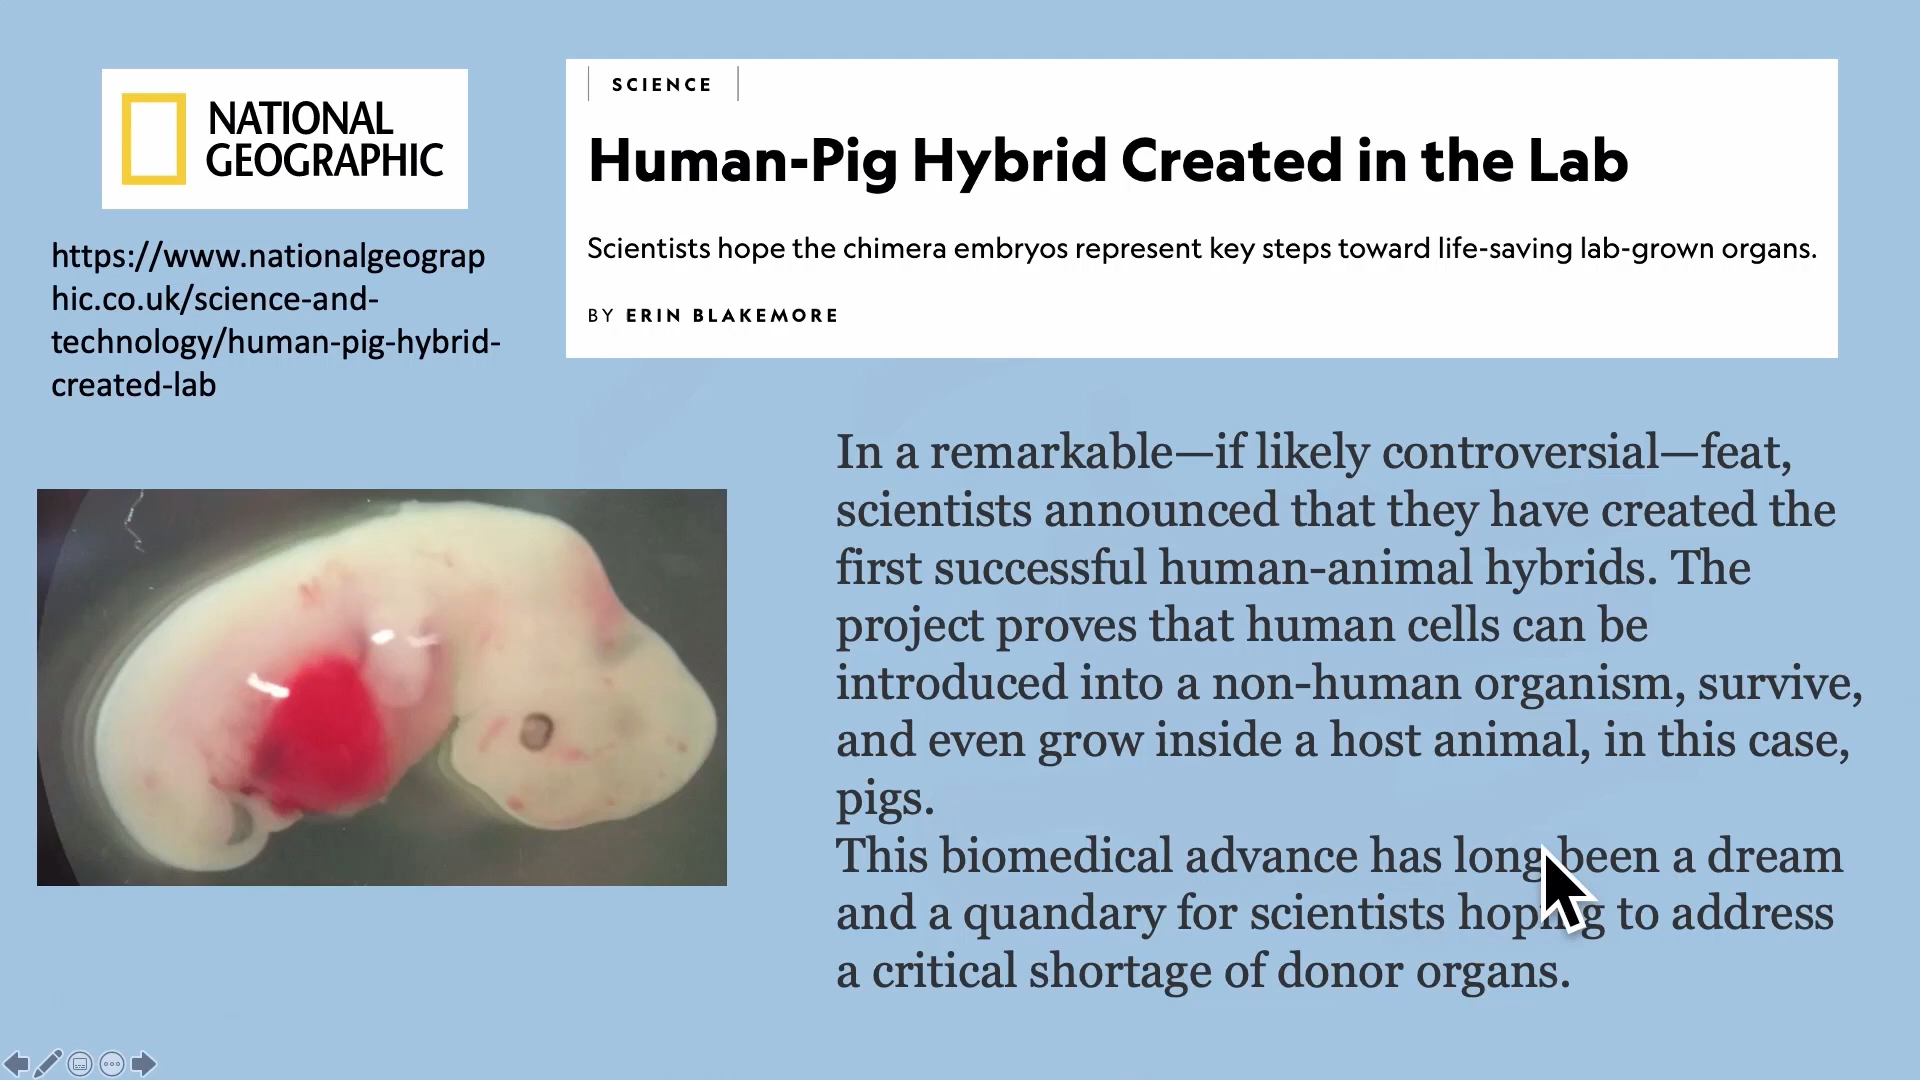 NATIONAL
GEOGRAPHIC
https://www.nationalgeograp
hic.co.uk/science-and-
technology/human-pig-hybrid-
created-lab
SCIENCE
Human-Pig Hybrid Created in the Lab
Scientists hope the chimera embryos represent key steps toward life-saving lab-grown organs.
BY ERIN BLAKEMORE
In a remarkable—if likely controversial—feat,
scientists announced that they have created the
first successful human-animal hybrids. The
project proves that human cells can be
introduced into a non-human organism, survive,
and even grow inside a host animal, in this case,
pigs.
This biomedical advance has long been a dream
and a quandary for scientists hoping to address
a critical shortage of donor organs.